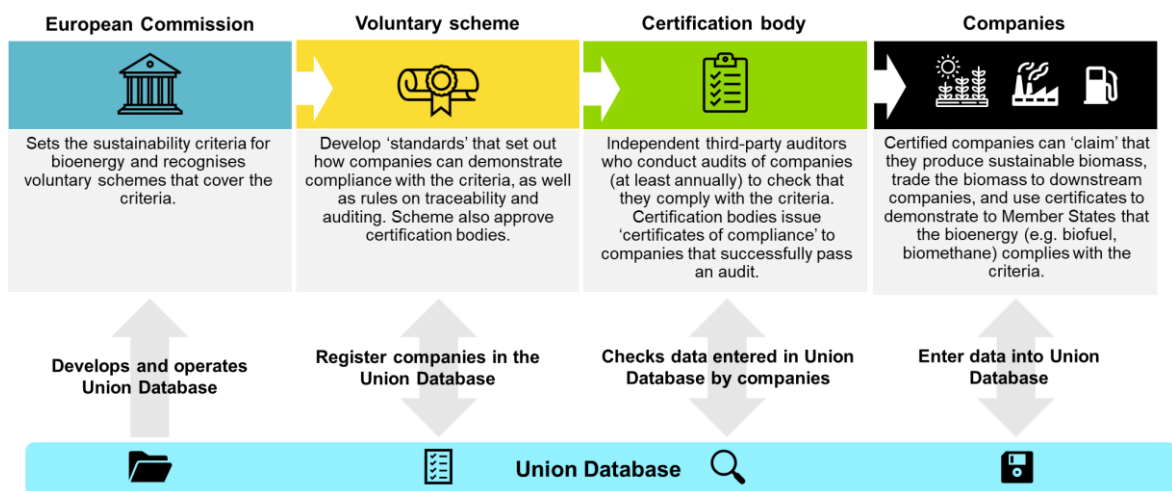 European Commission
Voluntary scheme
Certification body
Companies
Sets the sustainability criteria for
bioenergy and recognises
voluntary schemes that cover the
criteria.
Develop ‘standards’ that set out
how companies can demonstrate
compliance with the criteria, as well
as rules on traceability and
auditing. Scheme also approve
certification bodies.
Independent third-party auditors
who conduct audits of companies
(at least annually) to check that
they comply with the criteria.
Certification bodies issue
‘certificates of compliance’ to
companies that successfully pass
an audit.
Certified companies can ‘claim’ that
they produce sustainable biomass,
trade the biomass to downstream
companies, and use certificates to
demonstrate to Member States that
the bioenergy (e.g. biofuel,
biomethane) complies with the
criteria.
Develops and operates
Union Database
Register companies in the
Union Database
Checks data entered in Union
Database by companies
Enter data into Union
Database
Union Database